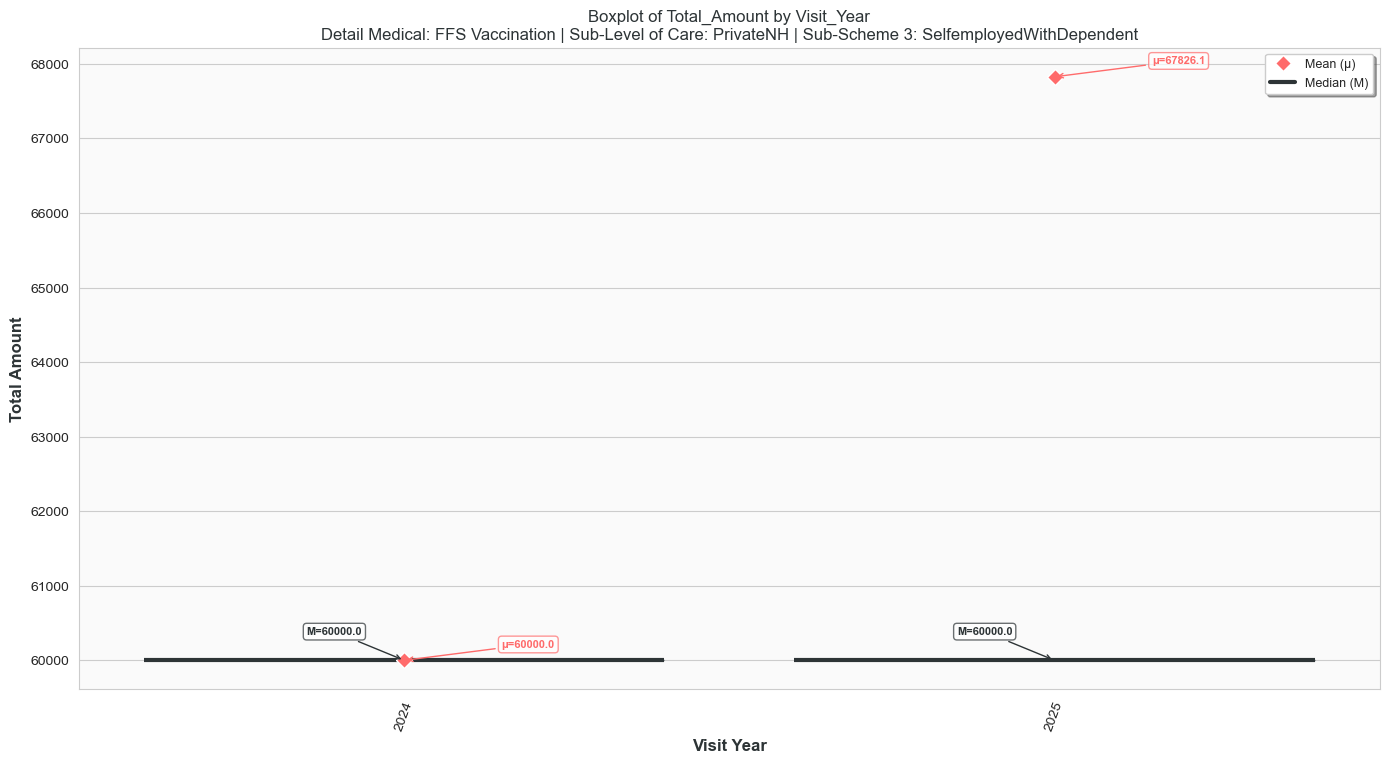 Boxplot of Total_Amount by Visit_Year
Detail Medical: FFS Vaccination | Sub-Level of Care: PrivateNH | Sub-Scheme 3: SelfemployedWithDependent
Mean (μ)
Median (M)
μ=67826.1
68000
67000
66000
65000
64000
63000
62000
61000
60000
Total Amount
M=60000.0
μ=60000.0
M=60000.0
2024
2025
Visit Year